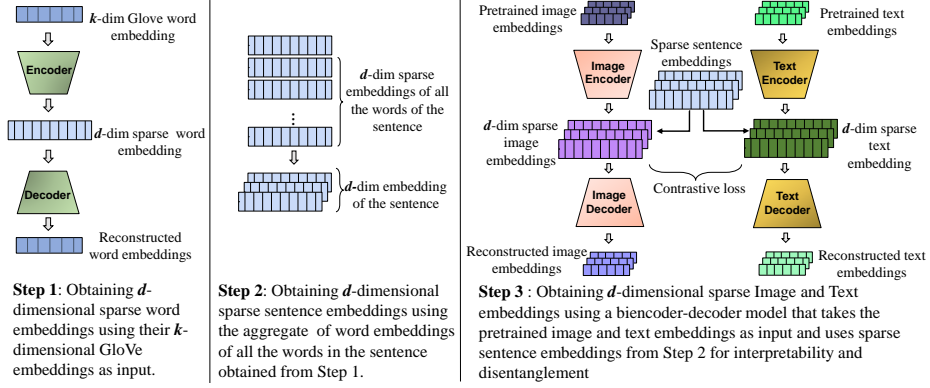 k-dim Glove word
embedding
Encoder
d-dim sparse word
embedding
Decoder
Reconstructed
word embeddings
Step 1: Obtaining d-
dimensional sparse word
embeddings using their k-
dimensional GloVe
embeddings as input.
d-dim sparse
embeddings of all
the words of the
sentence
d-dim embedding
of the sentence
Step 2: Obtaining d-dimensional
sparse sentence embeddings using
the aggregate of word embeddings
of all the words in the sentence
obtained from Step 1.
Pretrained image
embeddings
Pretrained text
embeddings
Sparse sentence
embeddings
Image
Encoder
Text
Encoder
d-dim sparse
image
embeddings
d-dim sparse
text
embedding
Contrastive loss
Image
Decoder
Text
Decoder
Reconstructed image
embeddings
Reconstructed text
embeddings
Step 3 : Obtaining d-dimensional sparse Image and Text
embeddings using a biencoder-decoder model that takes the
pretrained image and text embeddings as input and uses sparse
sentence embeddings from Step 2 for interpretability and
disentanglement